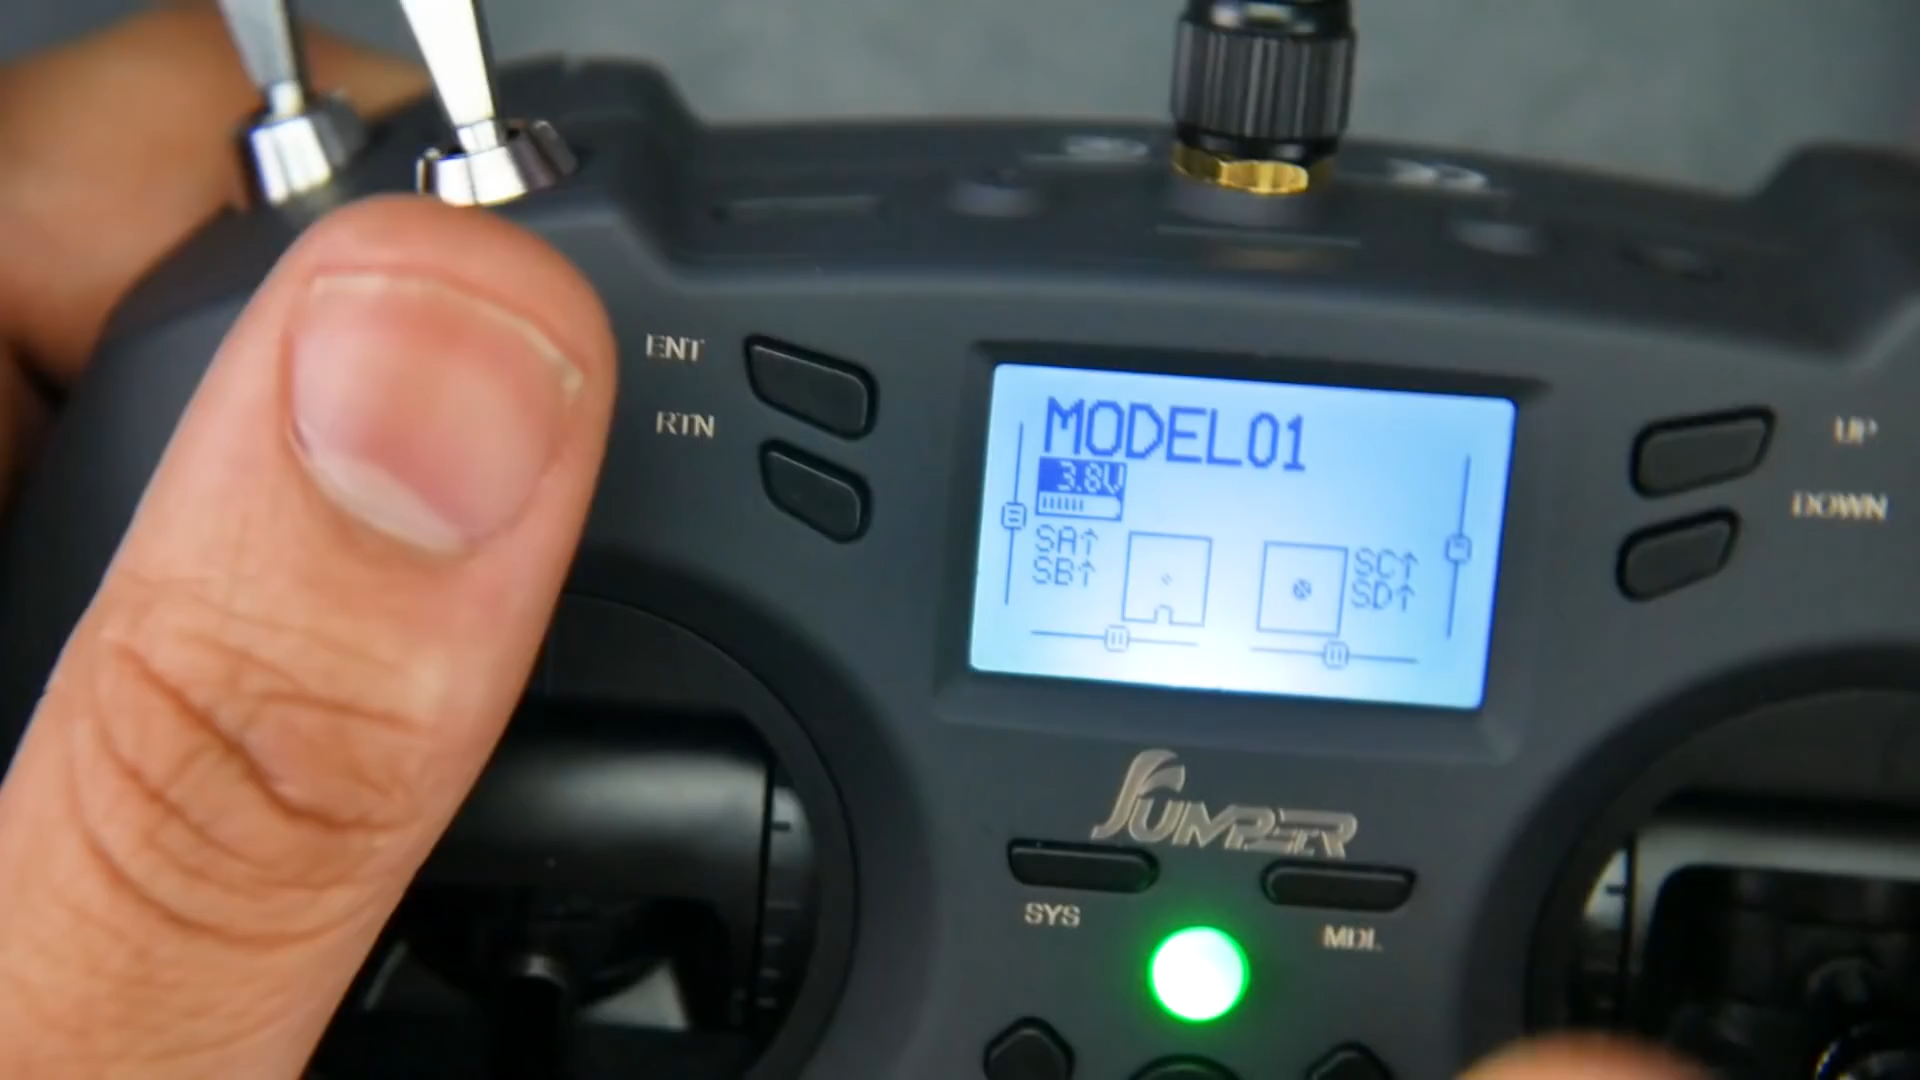 ENT
RTN
MODEL01
3.8V
SA↑
SB↑
SC↑
SD↑
UP
DOWN
JUMPER
SYS
MDL